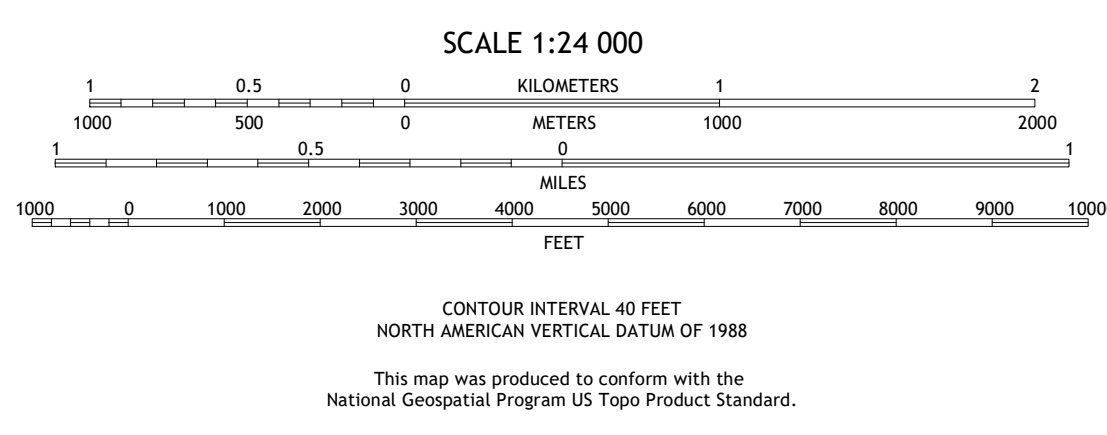 SCALE 1:24 000
1 0.5 0 KILOMETERS 1 2
1000 500 0 METERS 1000 2000
1 0.5 0 1
MILES
1000 0 1000 2000 3000 4000 5000 6000 7000 8000 9000 1000
FEET
CONTOUR INTERVAL 40 FEET
NORTH AMERICAN VERTICAL DATUM OF 1988
This map was produced to conform with the
National Geospatial Program US Topo Product Standard.